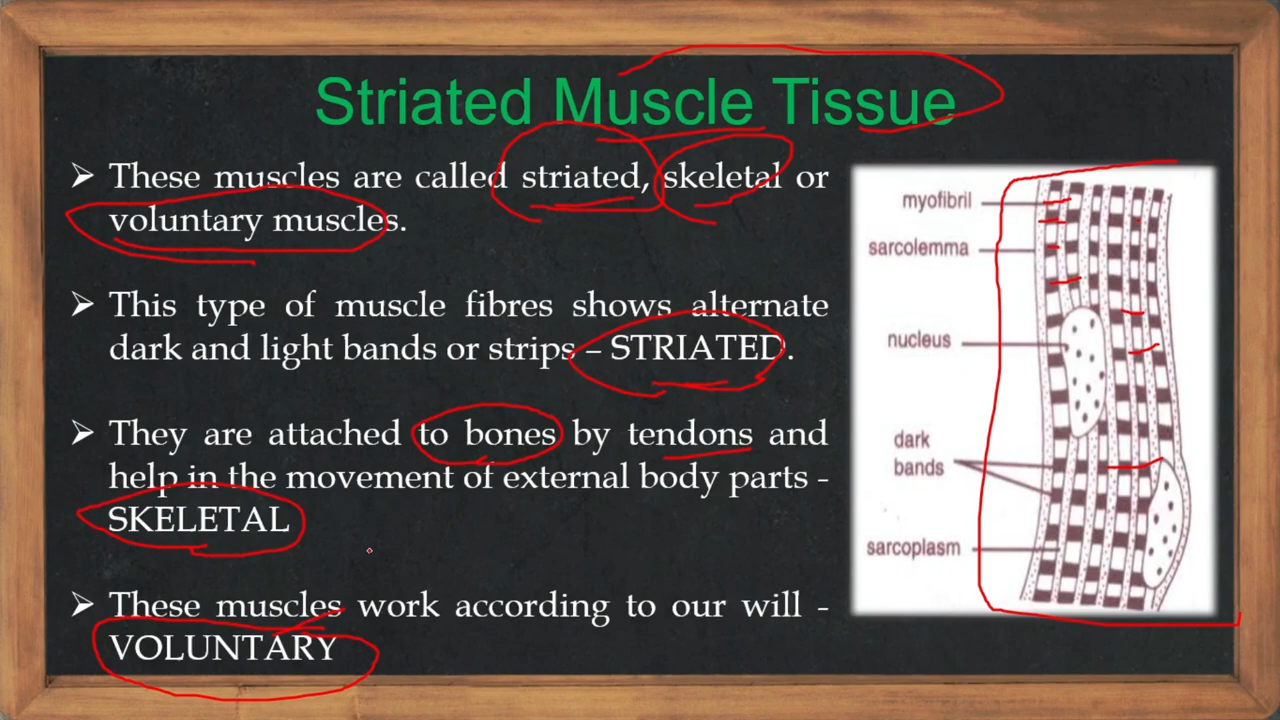 Striated Muscle Tissue
➢ These muscles are called striated, skeletal or
voluntary muscles.
➢ This type of muscle fibres shows alternate
dark and light bands or strips – STRIATED.
➢ They are attached to bones by tendons and
help in the movement of external body parts -
SKELETAL
➢ These muscles work according to our will -
VOLUNTARY
myofibril
sarcolemma
nucleus
dark
bands
sarcoplasm